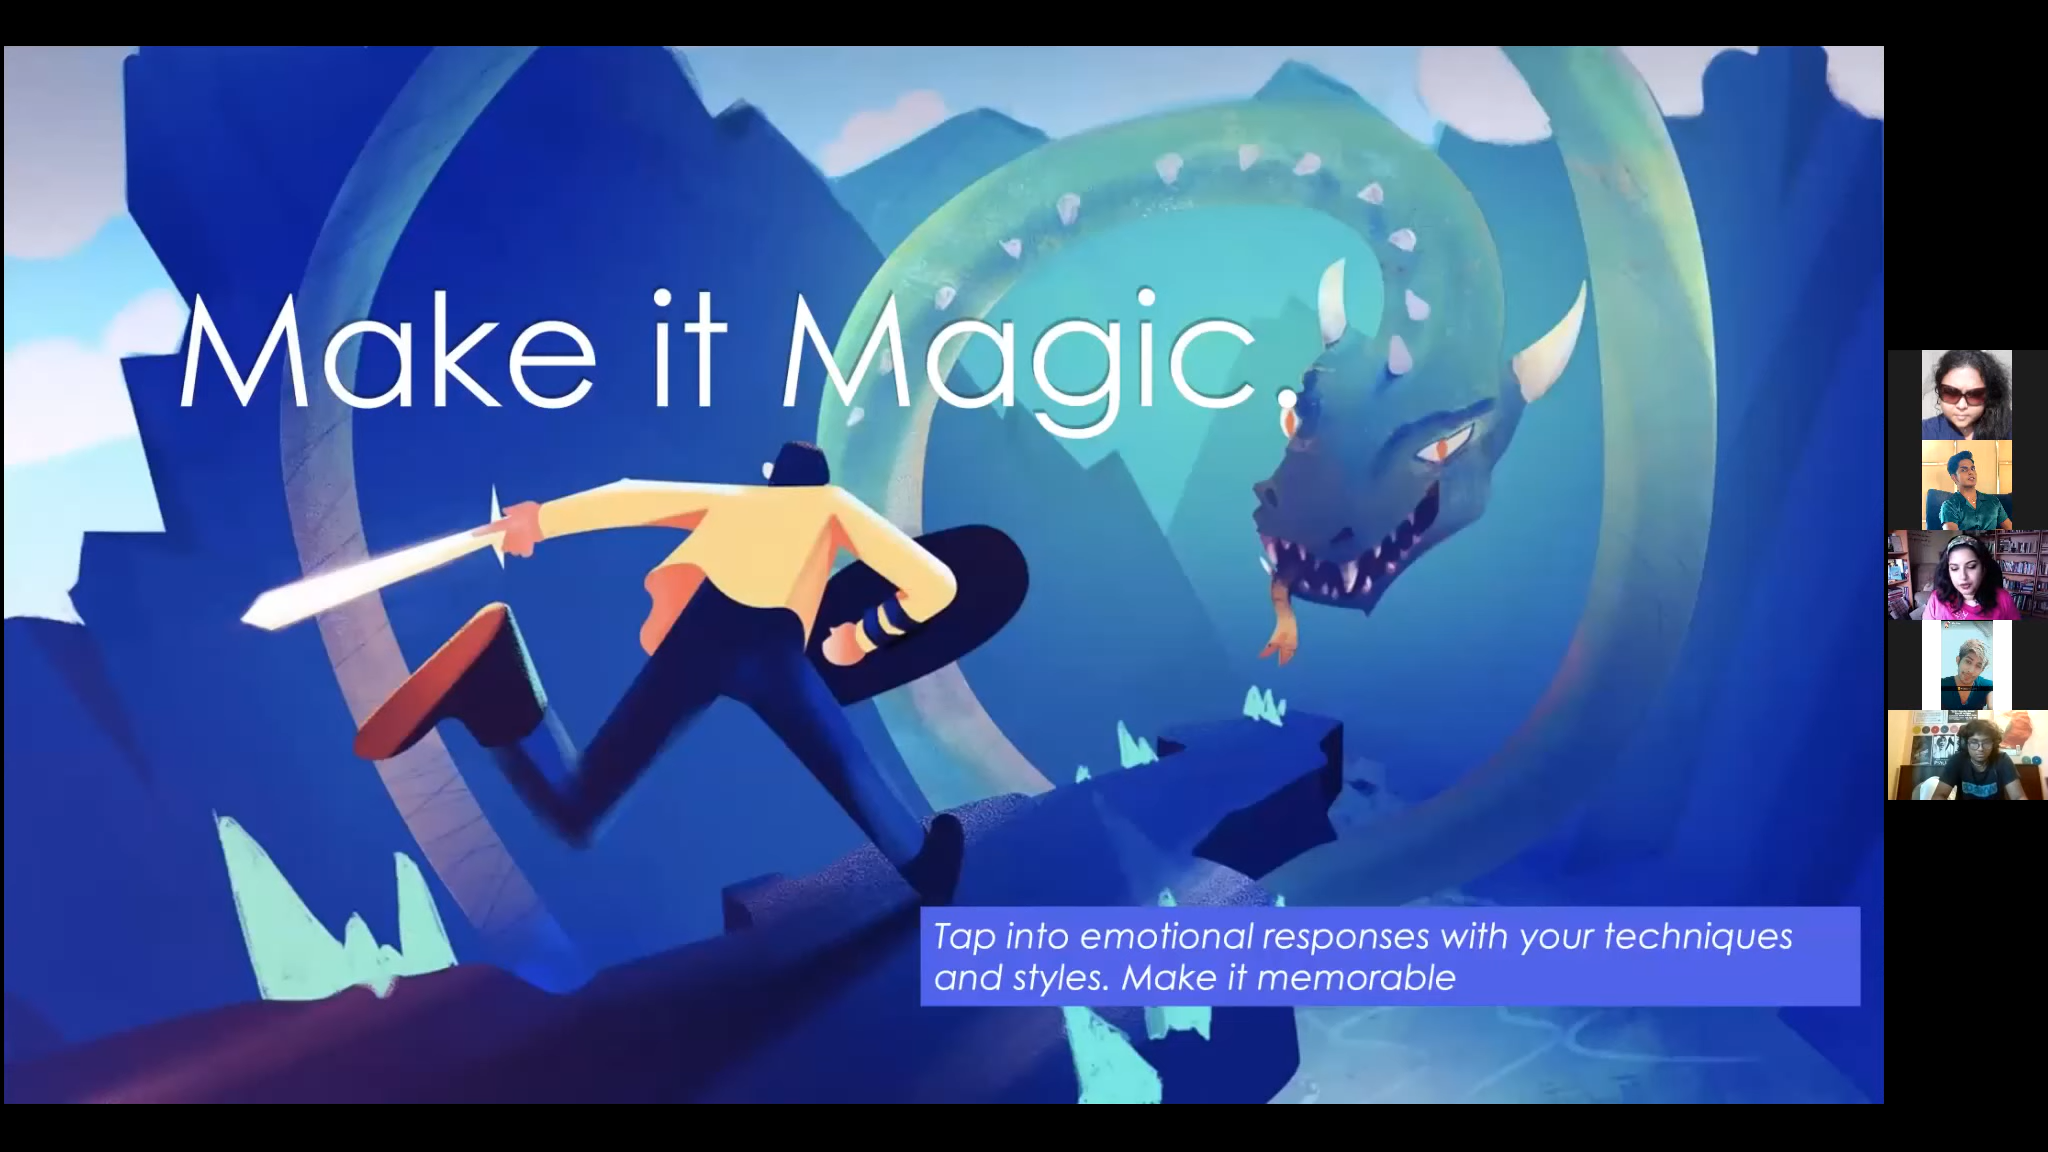 Make it Magic.
Tap into emotional responses with your techniques
and styles. Make it memorable